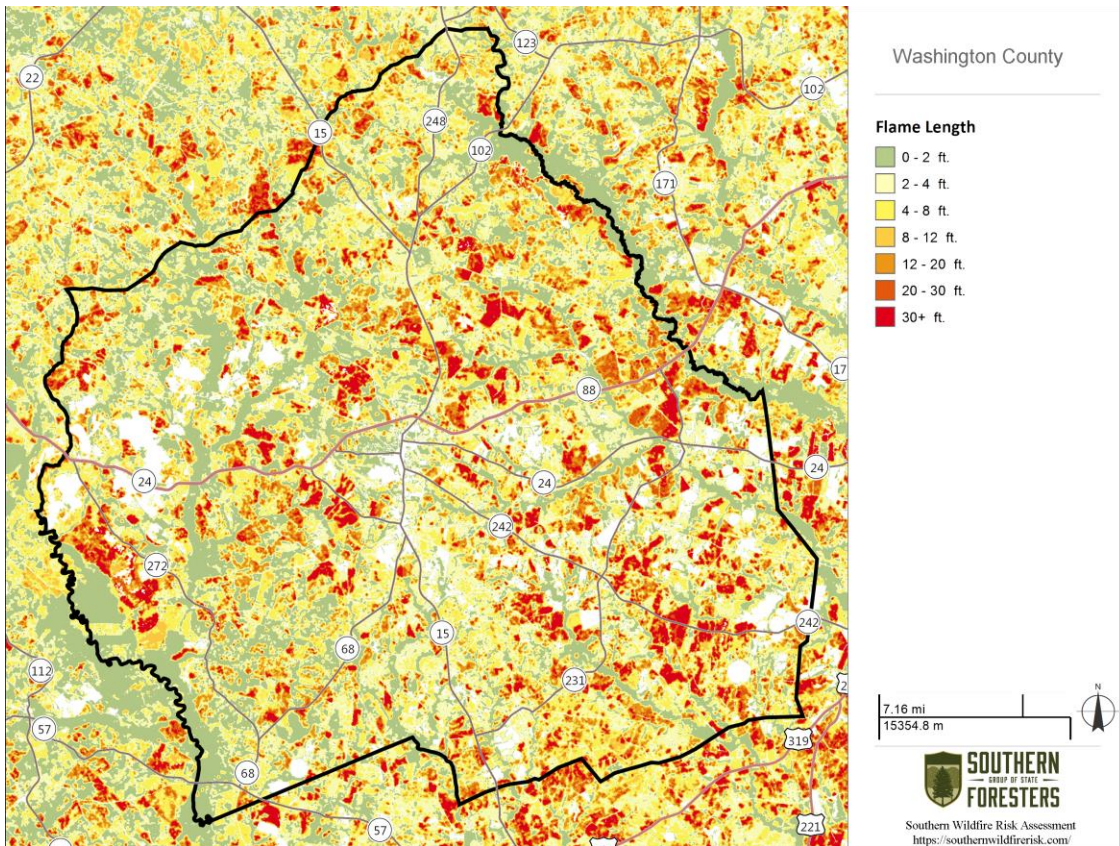 Washington County
Flame Length
0 - 2 ft.
2 - 4 ft.
4 - 8 ft.
8 - 12 ft.
12 - 20 ft.
20 - 30 ft.
30+ ft.
123
22
102
15
248
102
171
17
88
24
24
24
242
272
242
15
68
231
112
57
319
68
57
221
7.16 mi
15354.8 m
N
SOUTHERN
GROUP OF STATE
FORESTERS
Southern Wildfire Risk Assessment
https://southernwildfirerisk.com/